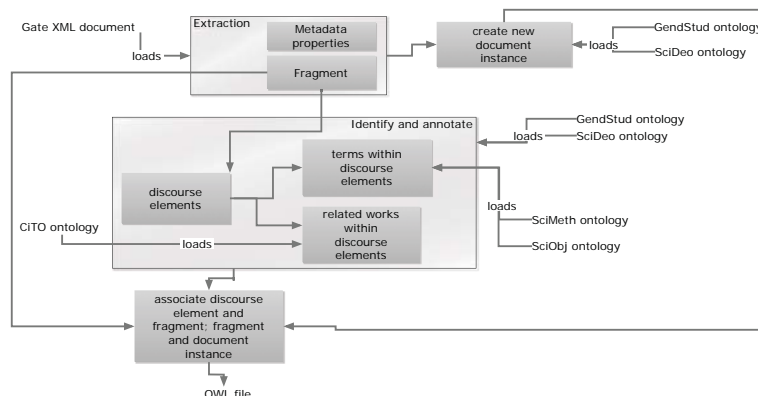 Gate XML document
loads
Extraction
Metadata
properties
Fragment
create new
document
instance
loads
GendStud ontology
SciDeo ontology
Identify and annotate
loads
GendStud ontology
SciDeo ontology
discourse
elements
terms within
discourse
elements
related works
within
discourse
elements
loads
SciMeth ontology
SciObj ontology
CiTO ontology
loads
associate discourse
element and
fragment; fragment
and document
instance
OWL file